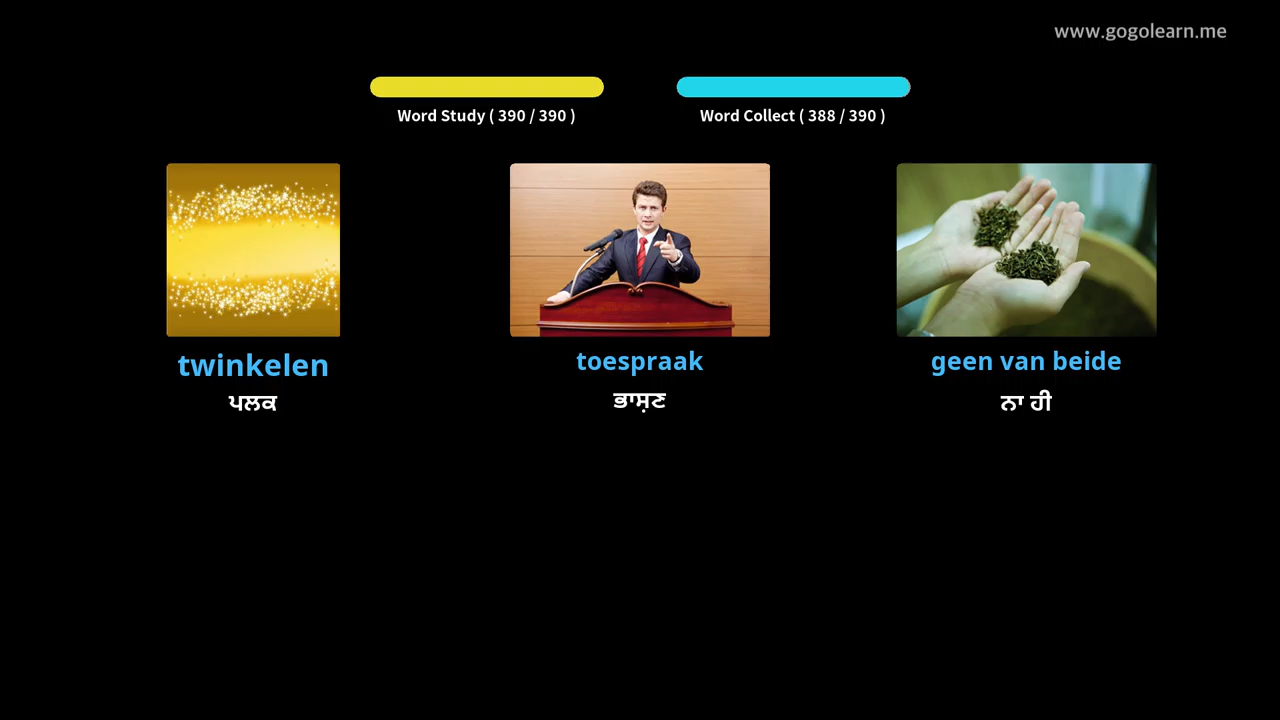 www.gogolearn.me
Word Study ( 390 / 390 )
Word Collect ( 388 / 390 )
twinkelen
toespraak
geen van beide
ਪਲਕ
ਭਾਸ਼ਣ
ਨਾ ਹੀ